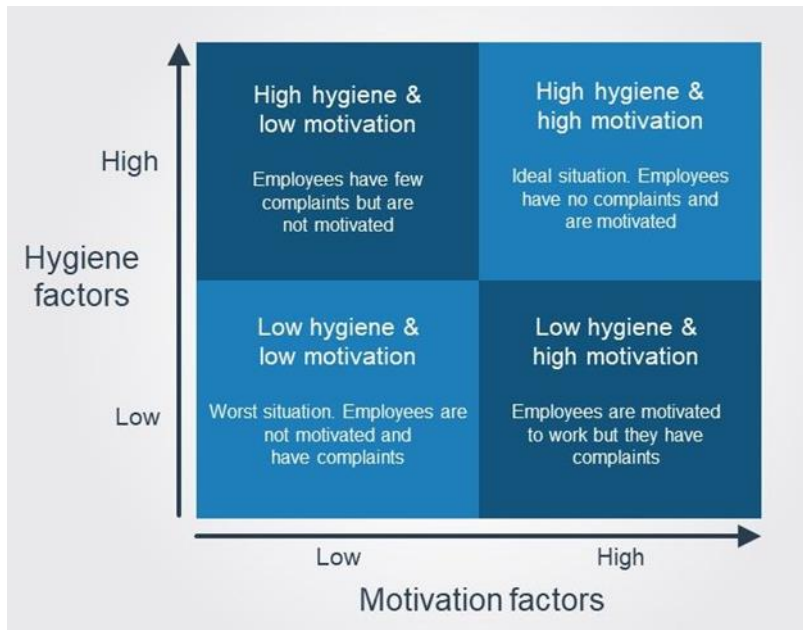 High hygiene &
low motivation
Employees have few
complaints but are
not motivated
High hygiene &
high motivation
Ideal situation. Employees
have no complaints and
are motivated
High
Hygiene
factors
Low hygiene &
low motivation
Worst situation. Employees are
not motivated and
have complaints
Low hygiene &
high motivation
Employees are motivated
to work but they have
complaints
Low
Low
High
Motivation factors